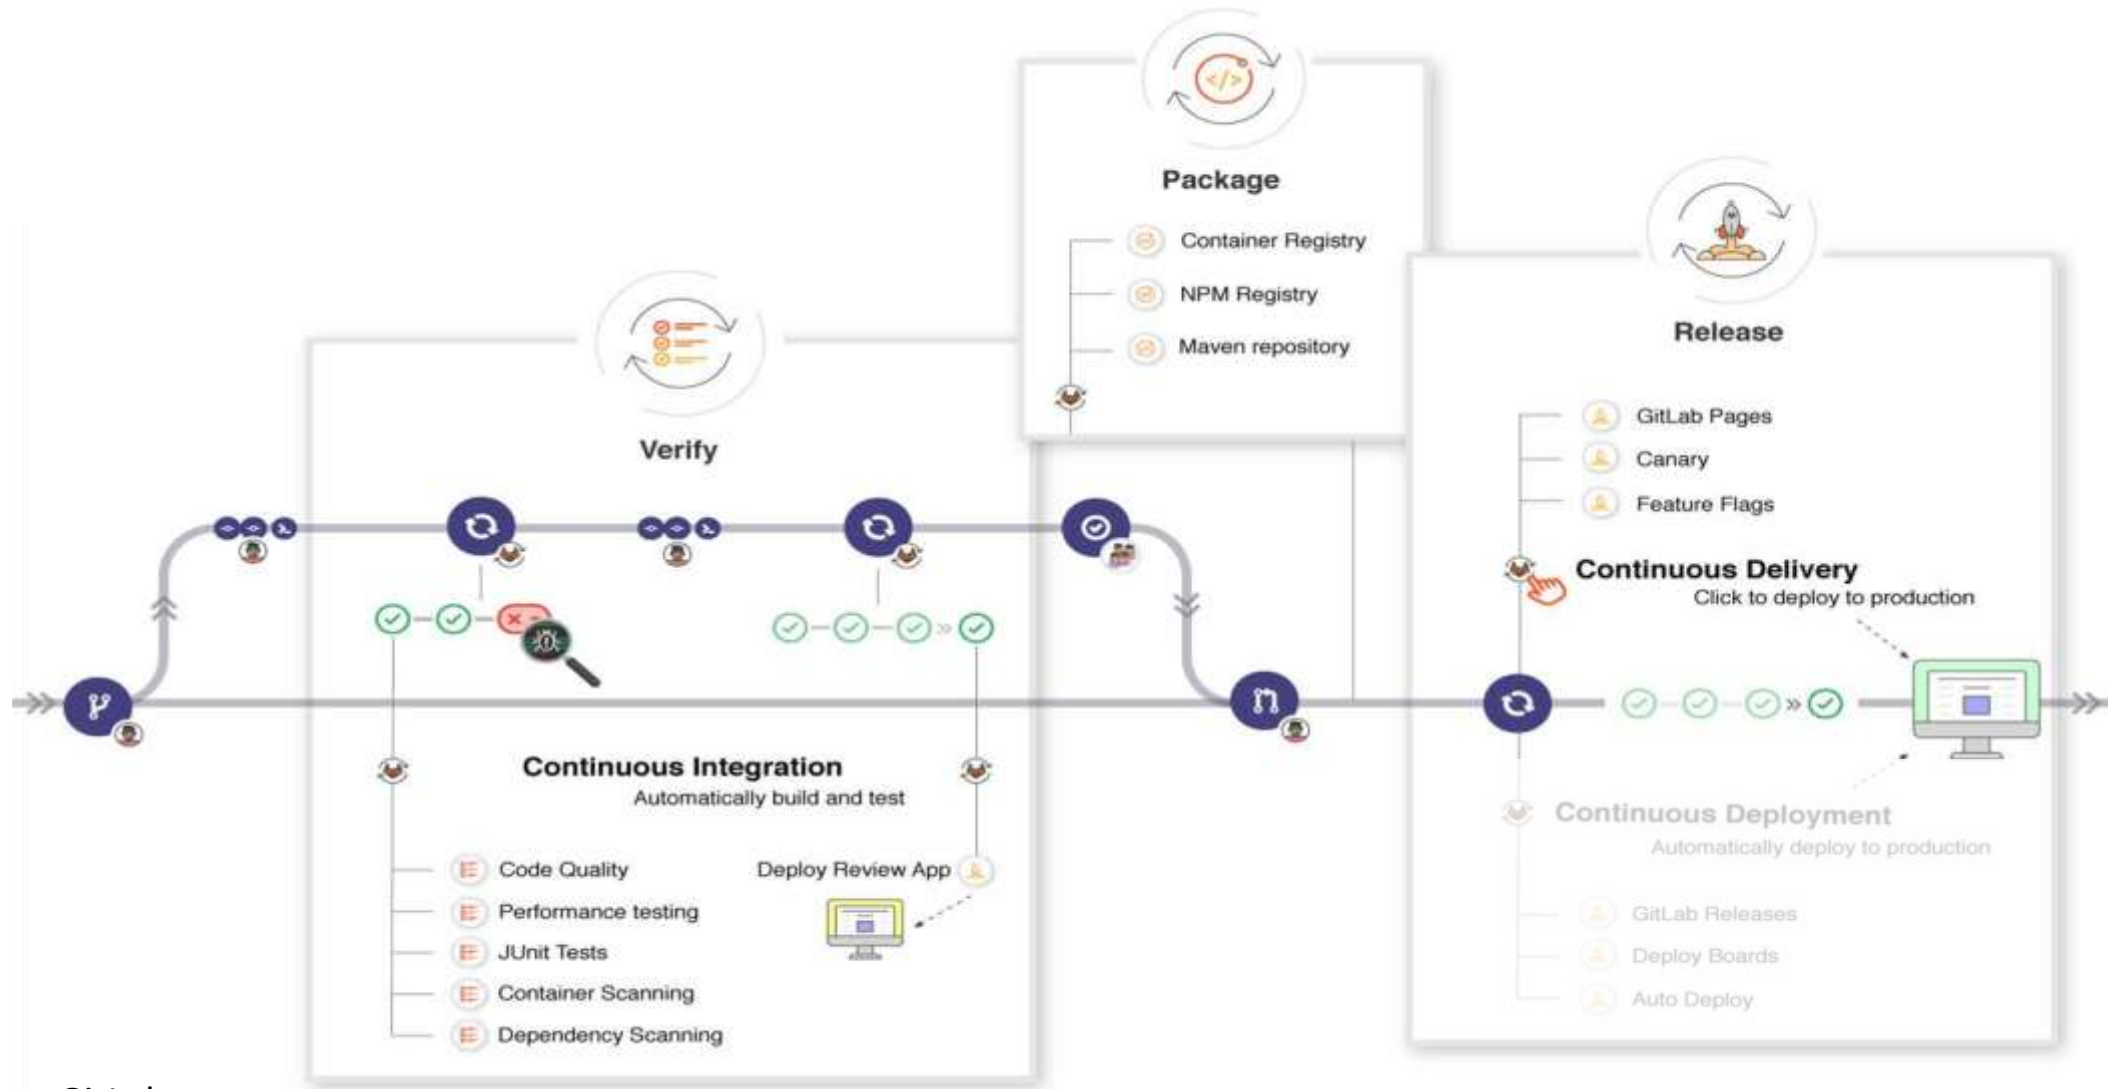 Package
Container Registry
NPM Registry
Maven repository
Release
GitLab Pages
Canary
Feature Flags
Continuous Delivery
Click to deploy to production
Continuous Deployment
Automatically deploy to production
GitLab Releases
Deploy Boards
Auto Deploy
Verify
Continuous Integration
Automatically build and test
Code Quality
Performance testing
JUnit Tests
Container Scanning
Dependency Scanning
Deploy Review App